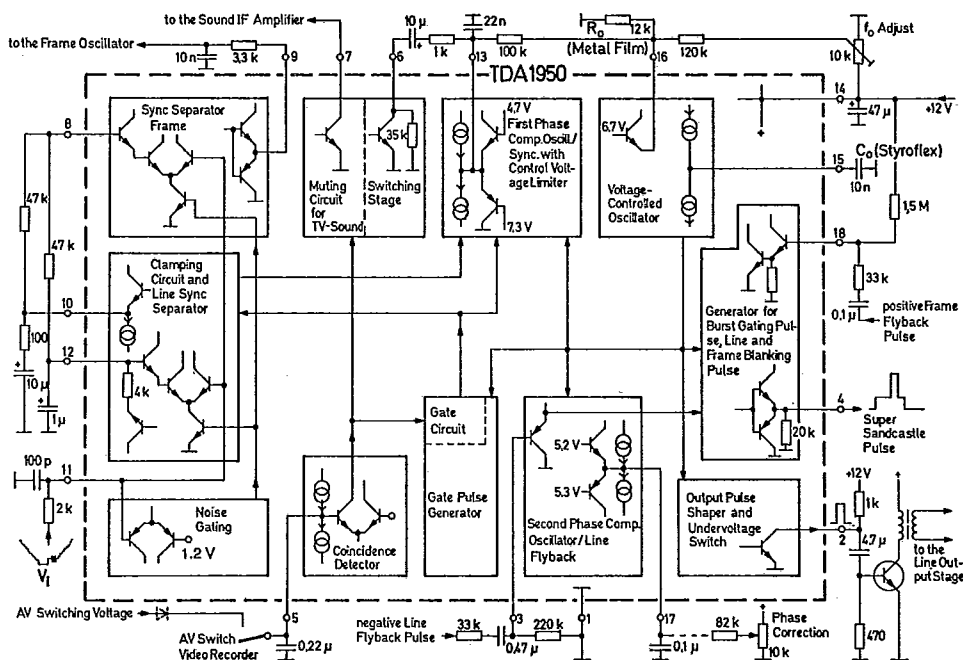 to the Sound IF Amplifier
to the Frame Oscillator
10 n
3,3 k
9
7
6
10 µ
1 k
22 n
13
100 k
R₀
12 k
(Metal Film)
16
120 k
f₀ Adjust
10 k
TDA1950
14
+12 V
47 µ
8
Sync Separator
Frame
35 k
Muting
Circuit
for
TV-Sound
Switching
Stage
4,7 V
First Phase
Comp. Oscill./
Sync. with
Control Voltage
Limiter
7,3 V
6,7 V
Voltage-
Controlled
Oscillator
15
C₀ (Styroflex)
10 n
1,5 M
18
33 k
0,1 µ
positive Frame
Flyback
Pulse
47 k
47 k
Clamping
Circuit and
Line Sync
Separator
10
100
12
10 µ
1 µ
4 k
Generator for
Burst Gating Pulse,
Line and
Frame Blanking
Pulse
20 k
4
Super
Sandcastle
Pulse
Gate
Circuit
Gate Pulse
Generator
5,2 V
5,3 V
Second Phase Comp.
Oscillator/Line
Flyback
100 p
11
2 k
V_I
Noise
Gating
1,2 V
Coincidence
Detector
Output Pulse
Shaper and
Undervoltage
Switch
+12 V
1 k
2
4,7 µ
to the
Line Output
Stage
470
AV Switching Voltage
5
AV Switch
Video Recorder
0,22 µ
negative Line
Flyback Pulse
33 k
0,47 µ
3
220 k
1
17
0,1 µ
82 k
Phase
Correction
10 k